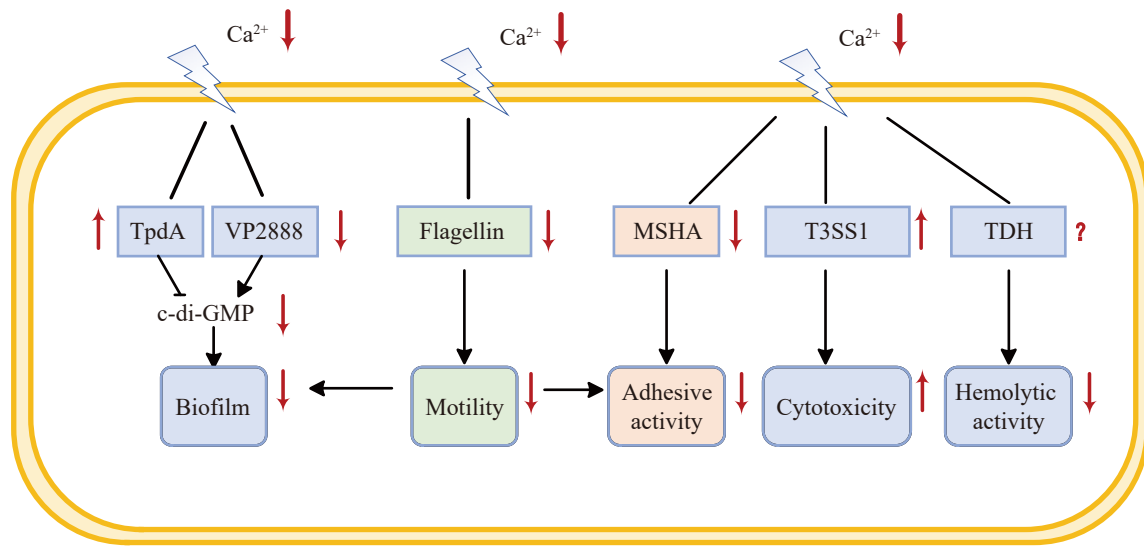 Ca²⁺
Ca²⁺
Ca²⁺
TpdA
VP2888
Flagellin
MSHA
T3SS1
TDH
?
c-di-GMP
Biofilm
Motility
Adhesive
activity
Cytotoxicity
Hemolytic
activity